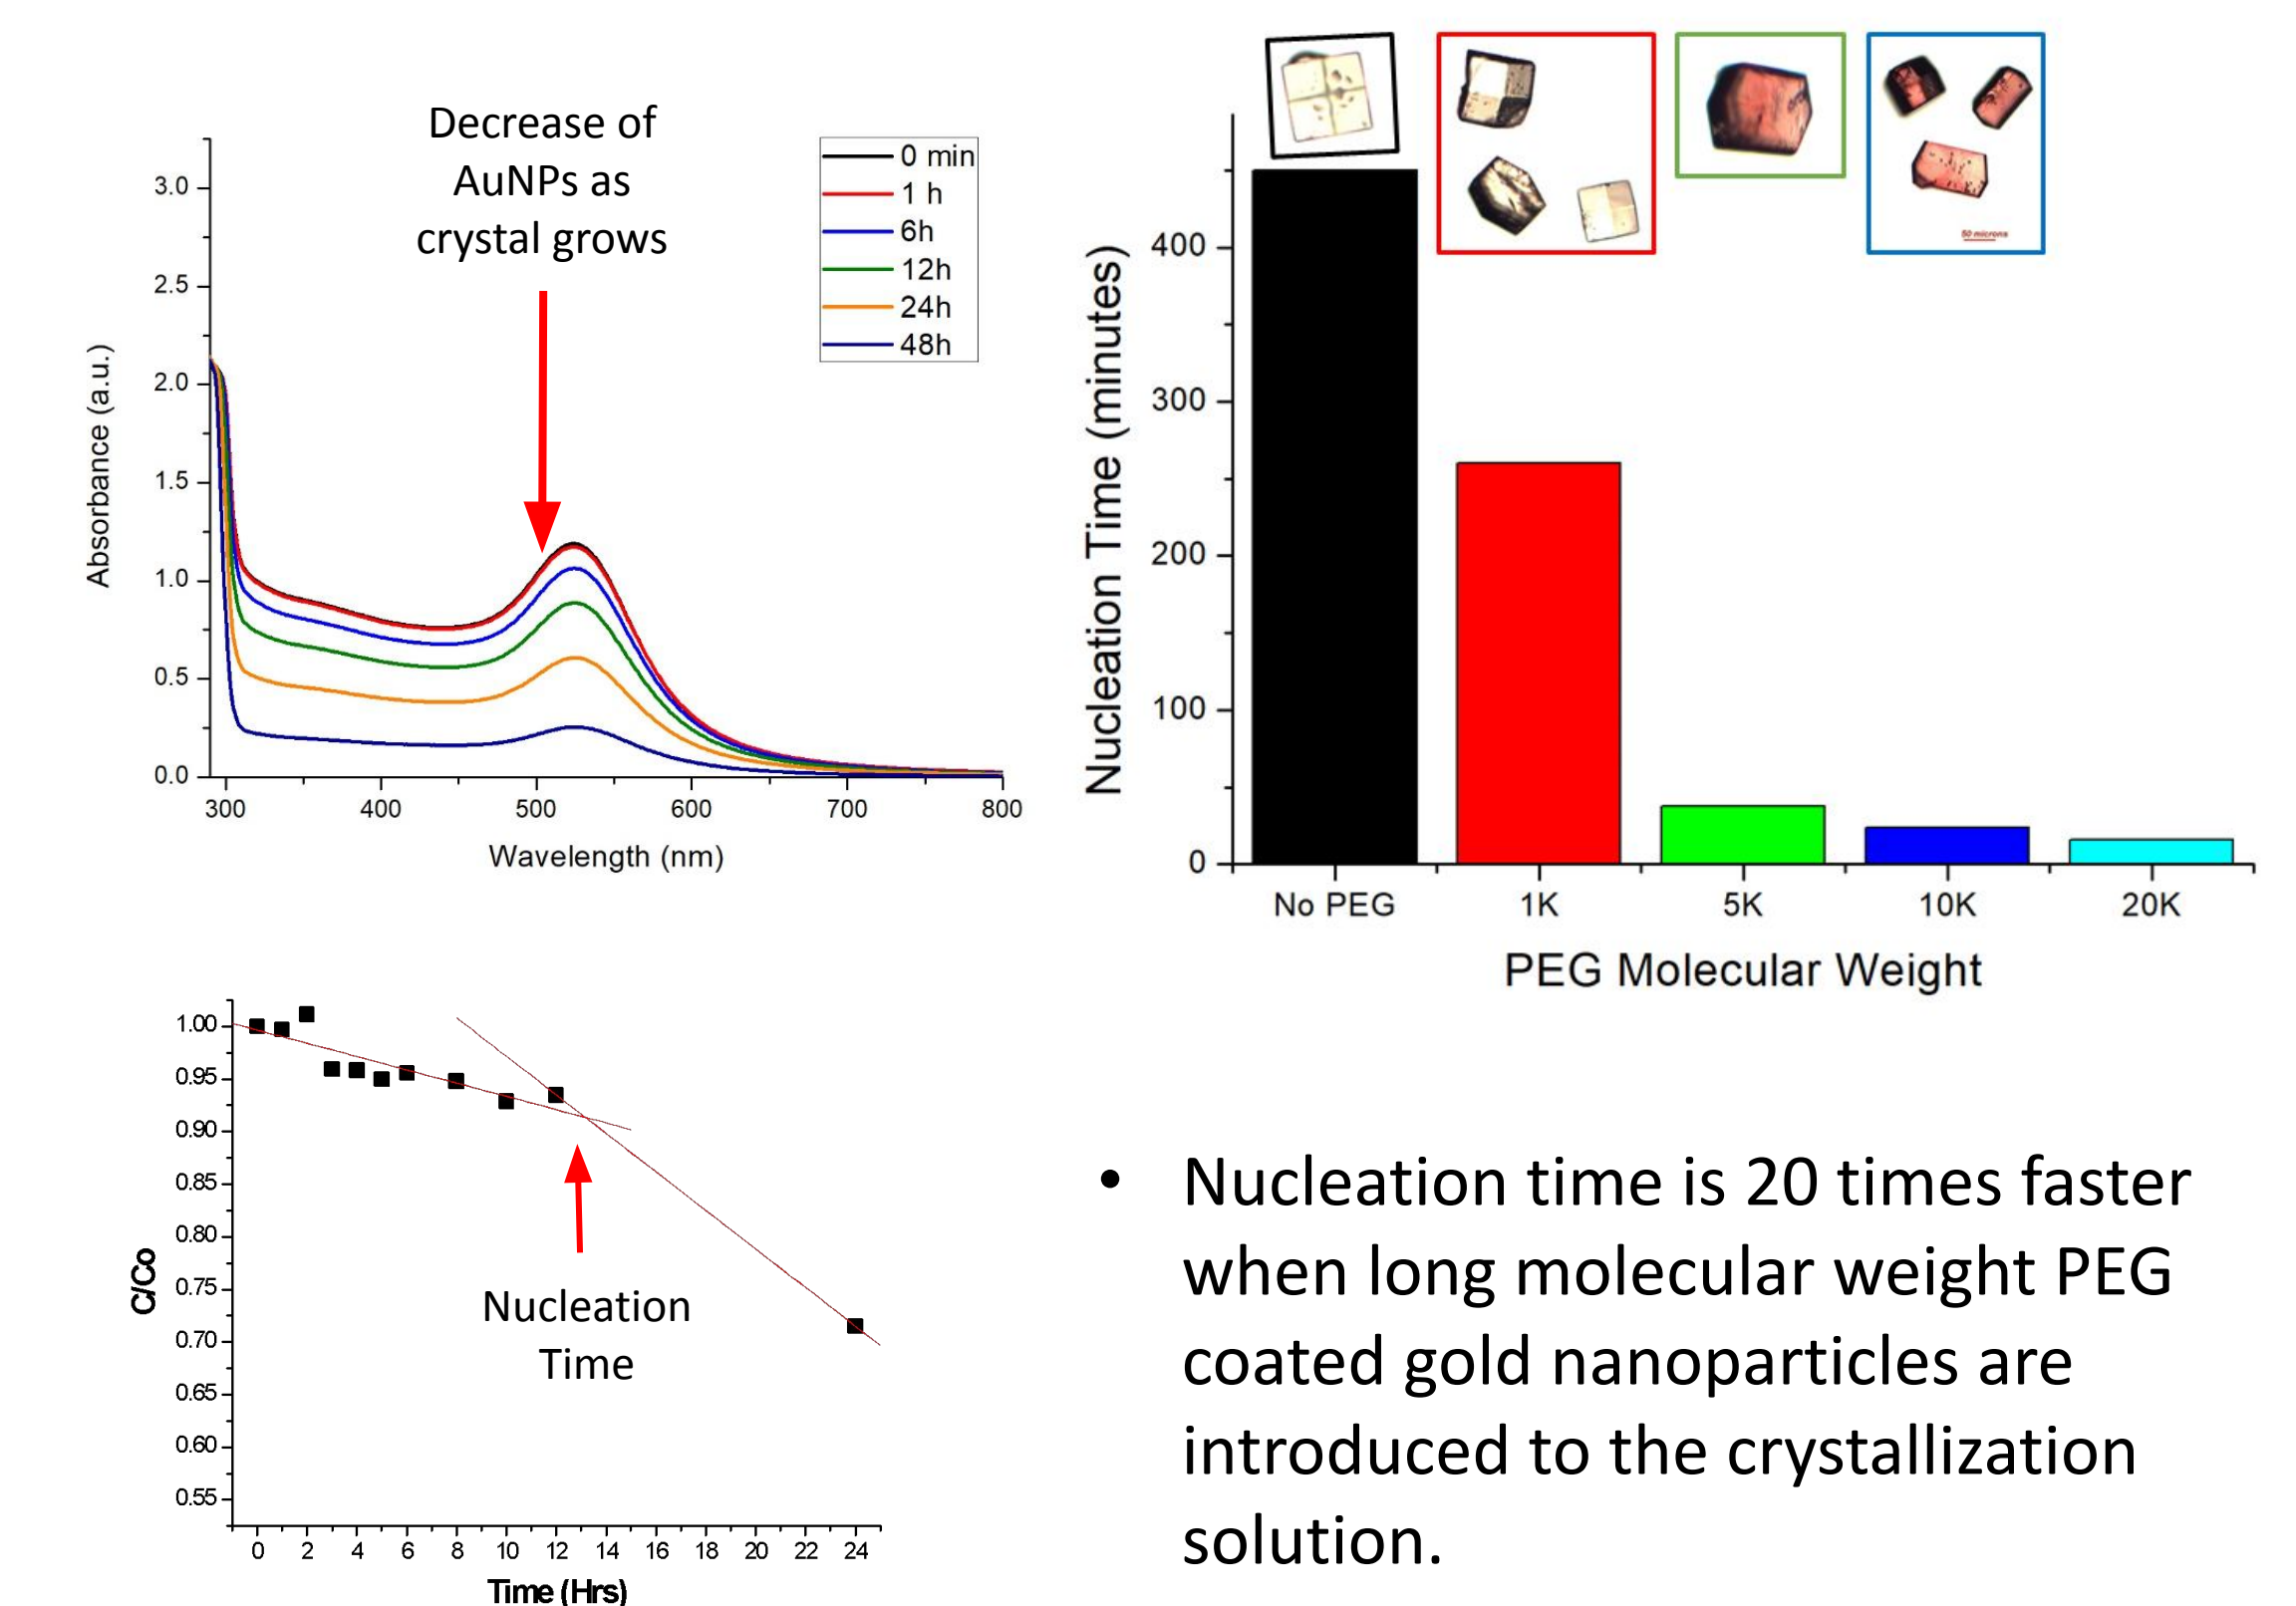 Decrease of
AuNPs as
crystal grows
0 min
1 h
6h
12h
24h
48h
3.0
2.5
2.0
1.5
1.0
0.5
0.0
Absorbance (a.u.)
300 400 500 600 700 800
Wavelength (nm)
50 microns
400
300
200
100
0
Nucleation Time (minutes)
No PEG 1K 5K 10K 20K
PEG Molecular Weight
1.00
0.95
0.90
0.85
0.80
0.75
0.70
0.65
0.60
0.55
C/Co
Nucleation
Time
0 2 4 6 8 10 12 14 16 18 20 22 24
Time (Hrs)
• Nucleation time is 20 times faster
when long molecular weight PEG
coated gold nanoparticles are
introduced to the crystallization
solution.